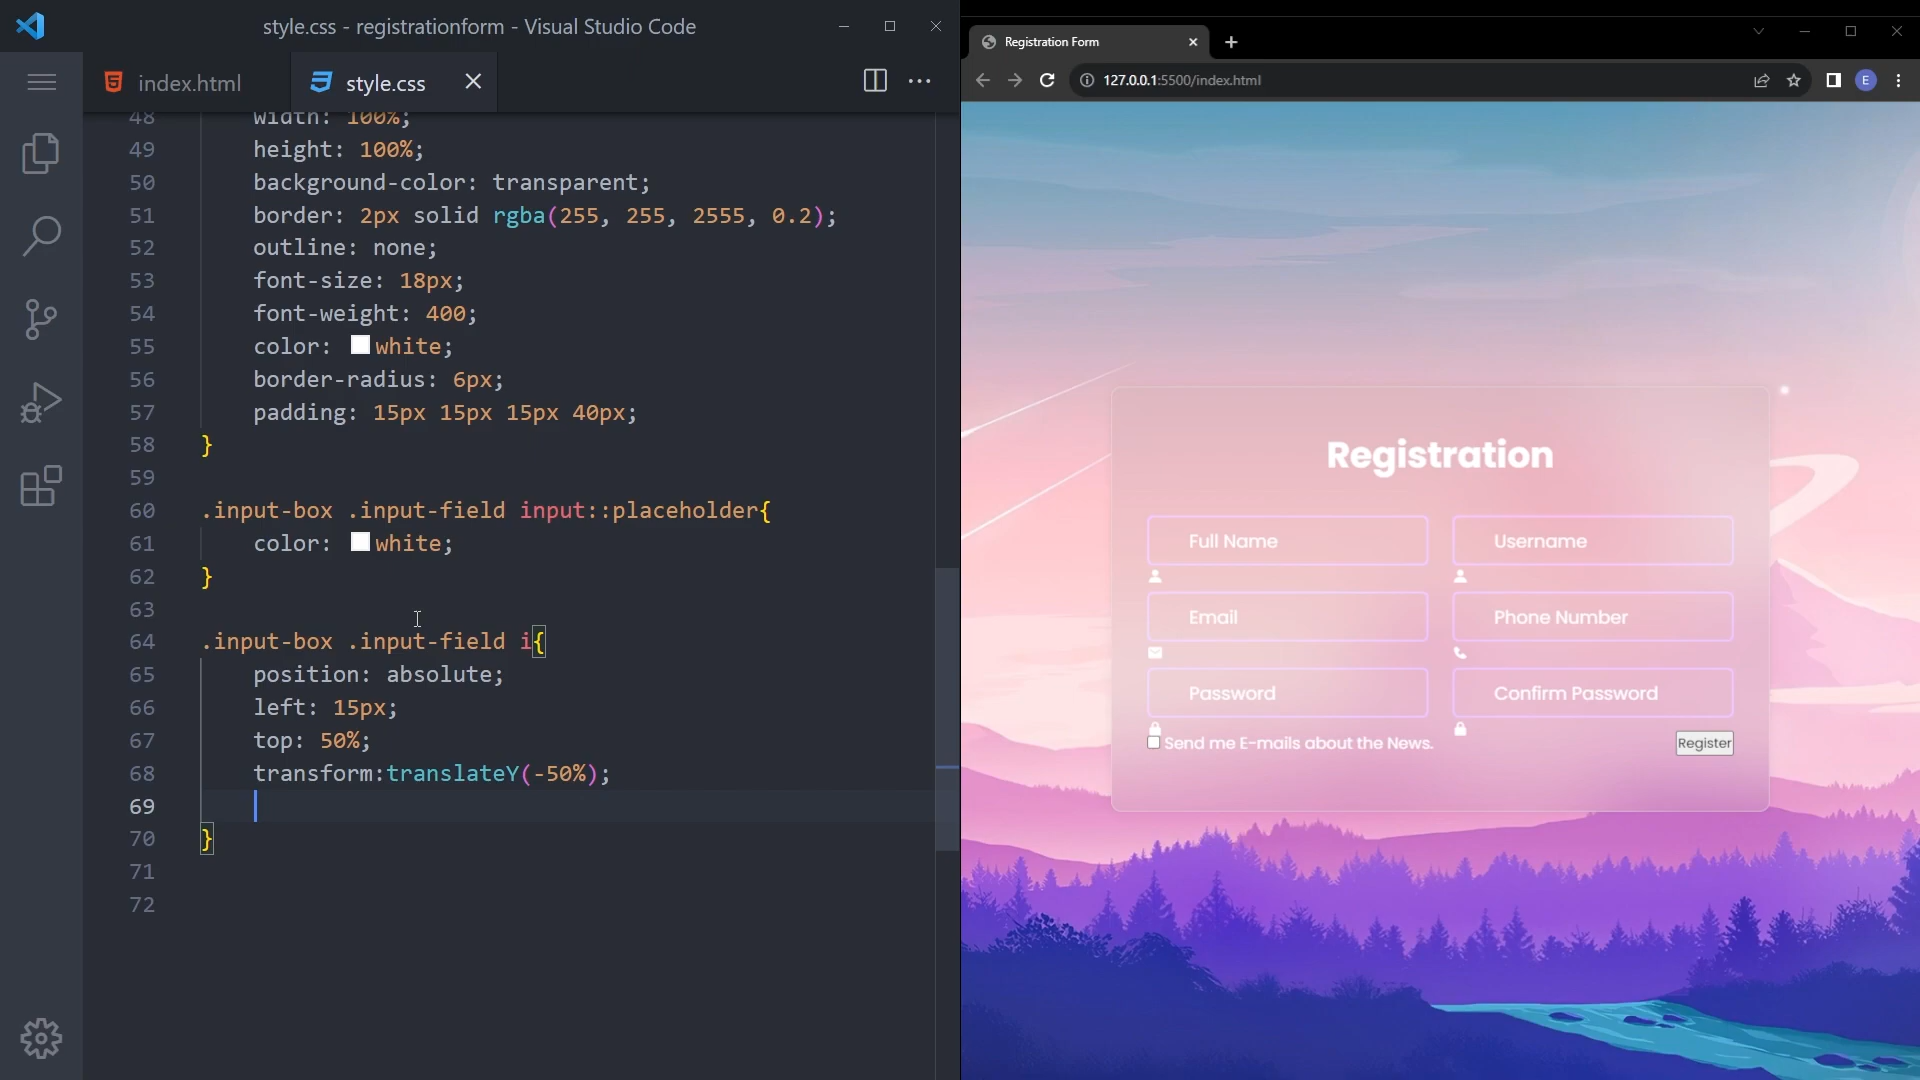 style.css - registrationform - Visual Studio Code
index.html
style.css
48 width: 100%;
49 height: 100%;
50 background-color: transparent;
51 border: 2px solid rgba(255, 255, 2555, 0.2);
52 outline: none;
53 font-size: 18px;
54 font-weight: 400;
55 color: white;
56 border-radius: 6px;
57 padding: 15px 15px 15px 40px;
58 }
59
60 .input-box .input-field input::placeholder{
61 color: white;
62 }
63
64 .input-box .input-field i{
65 position: absolute;
66 left: 15px;
67 top: 50%;
68 transform:translateY(-50%);
69
70 }
71
72
Registration Form
127.0.0.1:5500/index.html
E
Registration
Full Name
Username
Email
Phone Number
Password
Confirm Password
Send me E-mails about the News.
Register